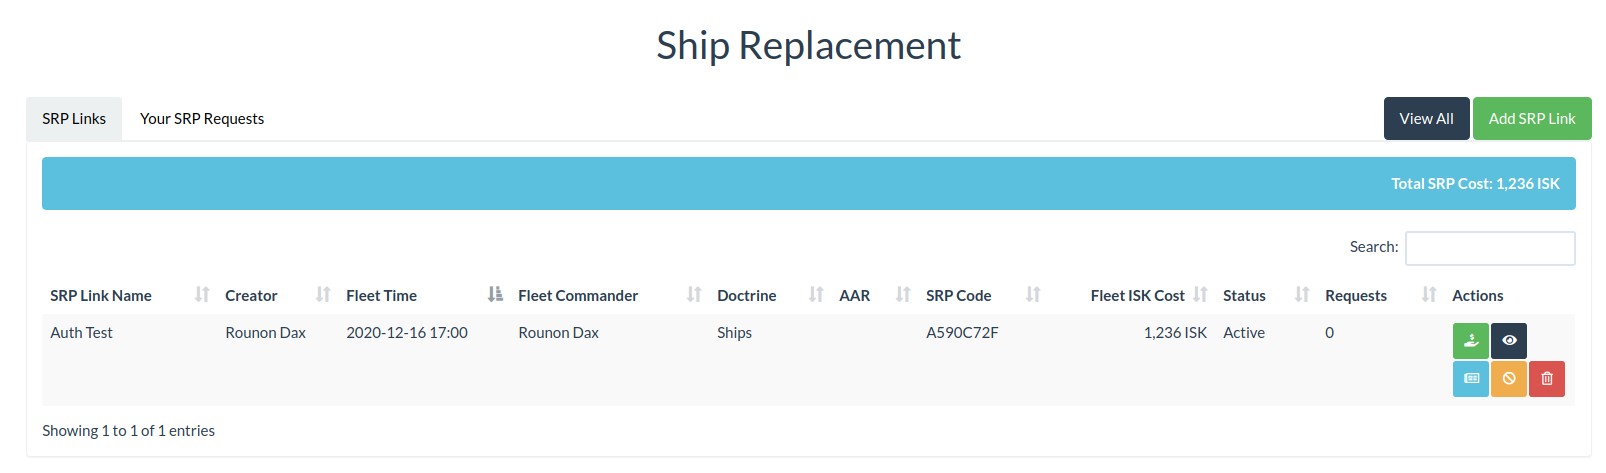 Ship Replacement
SRP Links Your SRP Requests View All Add SRP Link
Total SRP Cost: 1,236 ISK
Search:
SRP Link Name Creator Fleet Time Fleet Commander Doctrine AAR SRP Code Fleet ISK Cost Status Requests Actions
Auth Test Rounon Dax 2020-12-16 17:00 Rounon Dax Ships A590C72F 1,236 ISK Active 0
Showing 1 to 1 of 1 entries